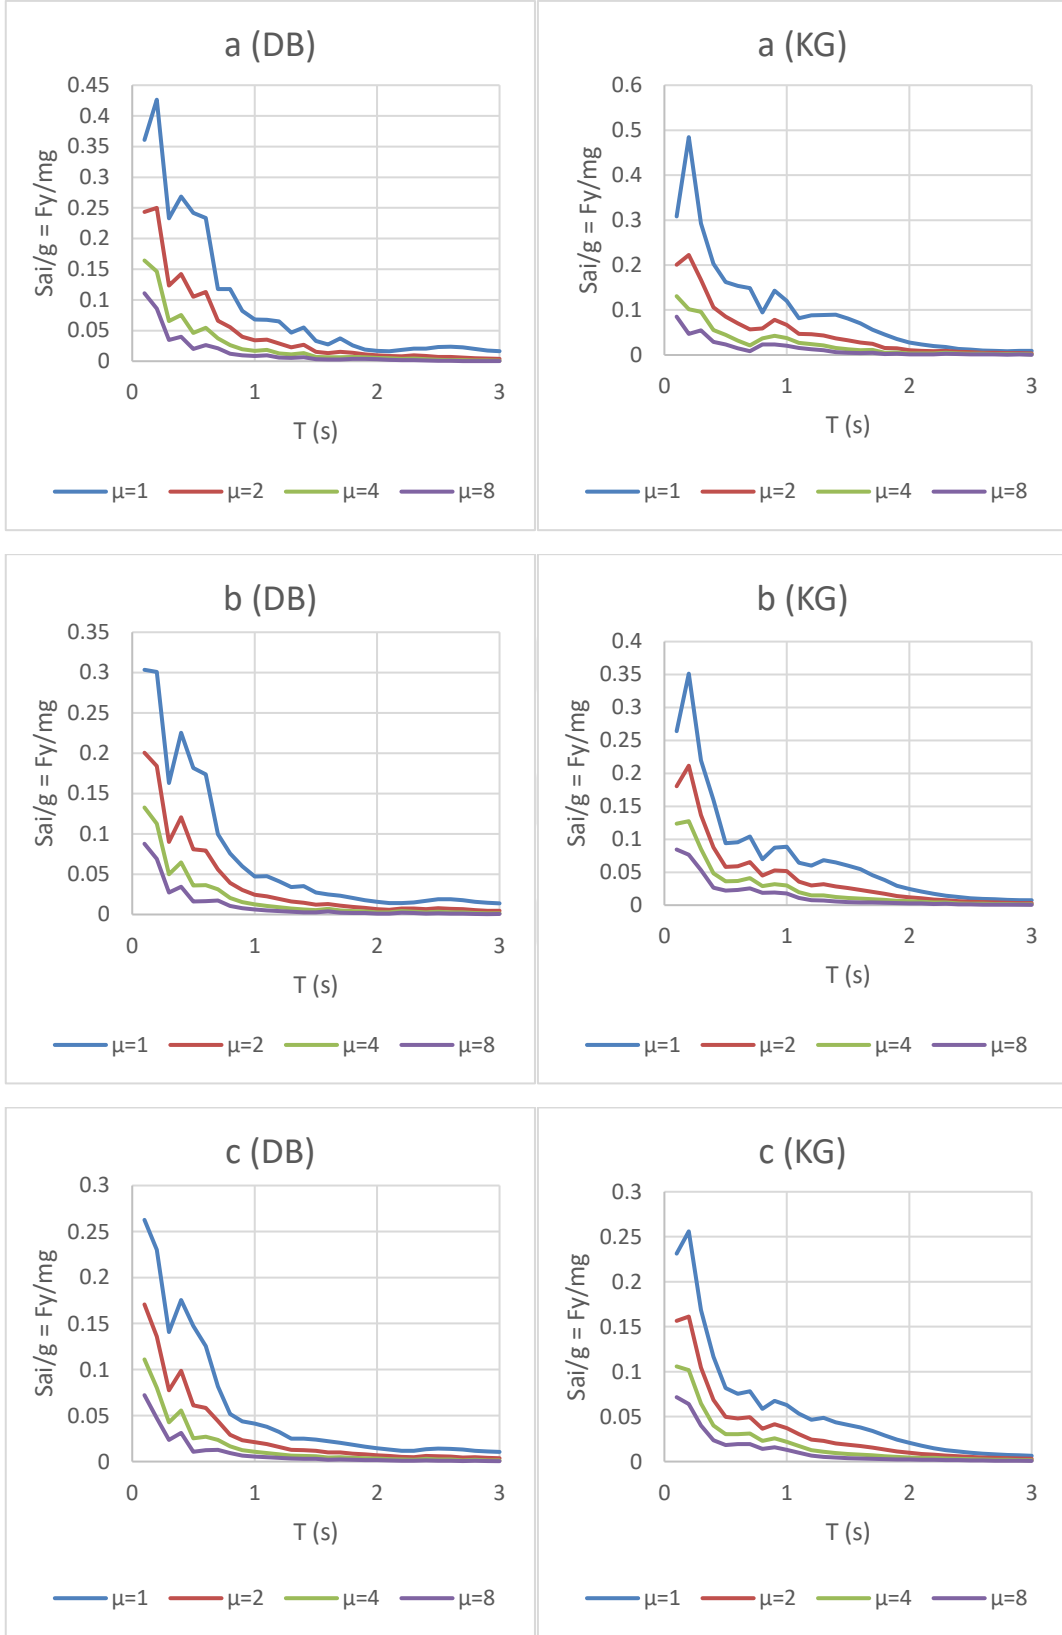 a (DB)
Sai/g = Fy/mg
0.45
0.4
0.35
0.3
0.25
0.2
0.15
0.1
0.05
0
0 1 2 3
T (s)
µ=1 µ=2 µ=4 µ=8
a (KG)
Sai/g = Fy/mg
0.6
0.5
0.4
0.3
0.2
0.1
0
0 1 2 3
T (s)
µ=1 µ=2 µ=4 µ=8
b (DB)
Sai/g = Fy/mg
0.35
0.3
0.25
0.2
0.15
0.1
0.05
0
0 1 2 3
T (s)
µ=1 µ=2 µ=4 µ=8
b (KG)
Sai/g = Fy/mg
0.4
0.35
0.3
0.25
0.2
0.15
0.1
0.05
0
0 1 2 3
T (s)
µ=1 µ=2 µ=4 µ=8
c (DB)
Sai/g = Fy/mg
0.3
0.25
0.2
0.15
0.1
0.05
0
0 1 2 3
T (s)
µ=1 µ=2 µ=4 µ=8
c (KG)
Sai/g = Fy/mg
0.3
0.25
0.2
0.15
0.1
0.05
0
0 1 2 3
T (s)
µ=1 µ=2 µ=4 µ=8